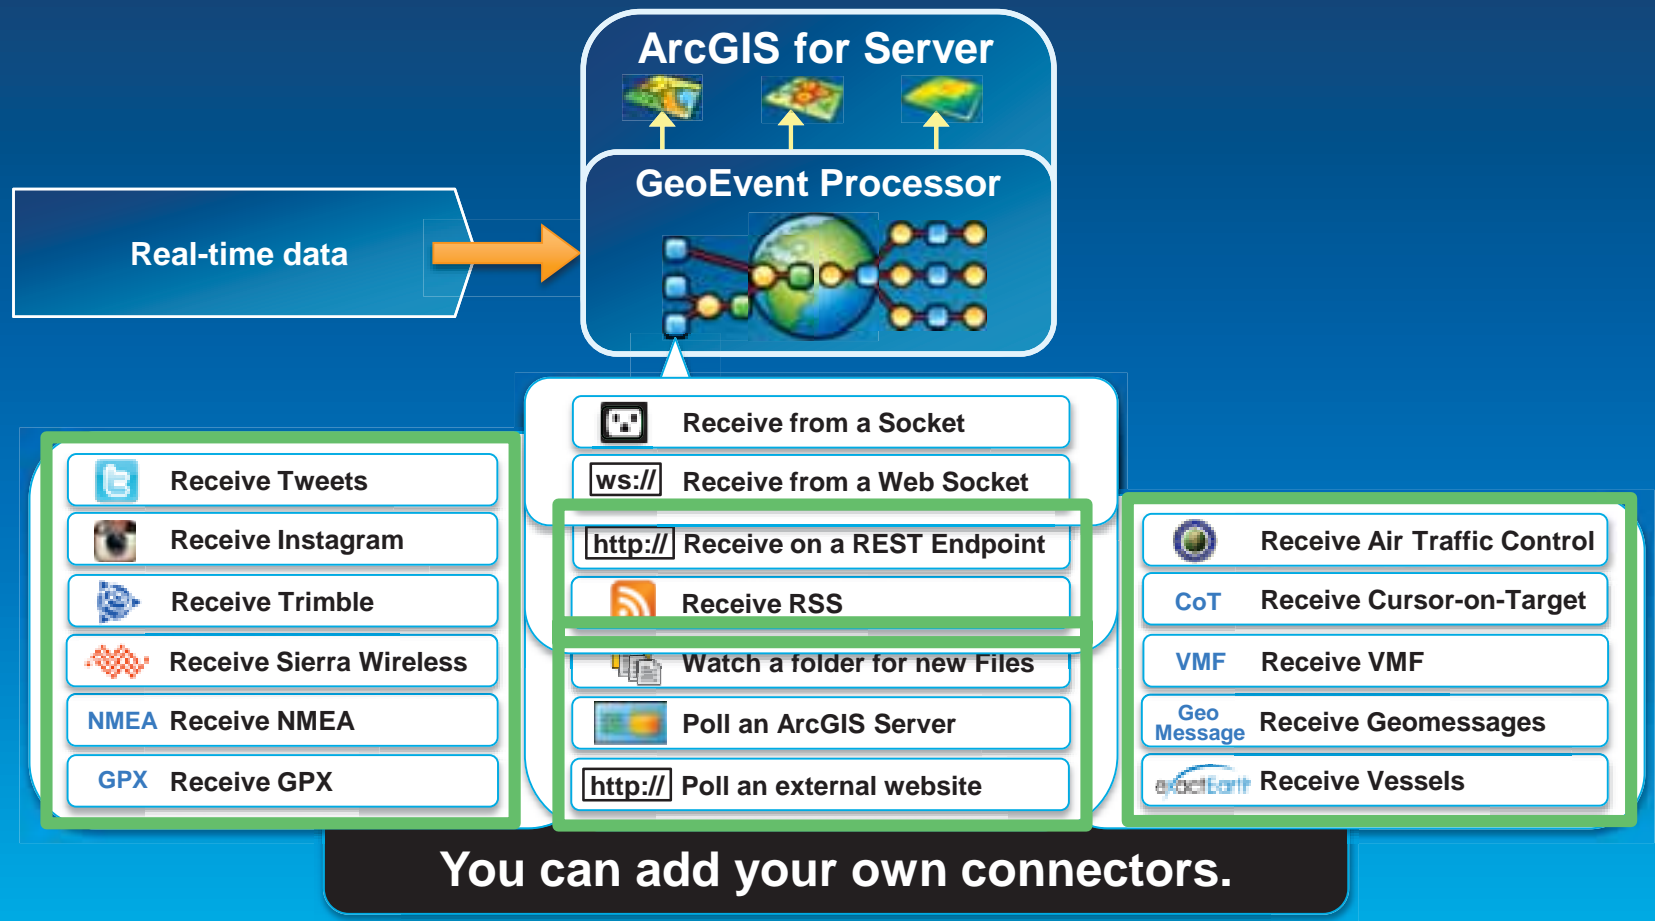 ArcGIS for Server
GeoEvent Processor
Real-time data
Receive from a Socket
ws:// Receive from a Web Socket
http:// Receive on a REST Endpoint
Receive RSS
Watch a folder for new Files
Poll an ArcGIS Server
http:// Poll an external website
Receive Tweets
Receive Instagram
Receive Trimble
Receive Sierra Wireless
NMEA Receive NMEA
GPX Receive GPX
Receive Air Traffic Control
CoT Receive Cursor-on-Target
VMF Receive VMF
Geo
Message Receive Geomessages
exactEarth Receive Vessels
You can add your own connectors.